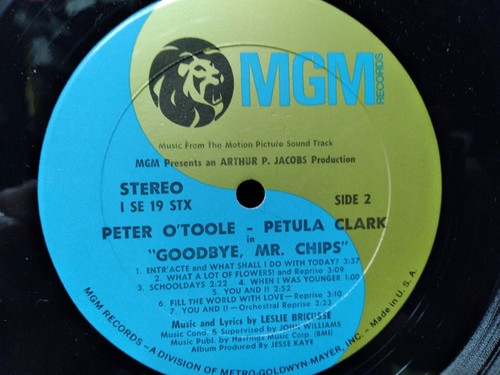 MGM
RECORDS
Music From The Motion Picture Sound Track
MGM Presents an ARTHUR P. JACOBS Production
STEREO
SIDE 2
1 SE 19 STX
PETER O'TOOLE - PETULA CLARK
in
"GOODBYE, MR. CHIPS"
1. ENTR'ACTE and WHAT SHALL I DO WITH TODAY? 3:37
2. WHAT A LOT OF FLOWERS! and Reprise 3:09
3. SCHOOLDAYS 2:22 4. WHEN I WAS YOUNGER 1:00
5. YOU AND I! 2:52
6. FILL THE WORLD WITH LOVE—Reprise 3:10
7. YOU AND I!—Orchestral Reprise 2:23
Music and Lyrics by LESLIE BRICUSSE
Music Cond. & Supervised by JOHN WILLIAMS
Music Publ. by Hastings Music Corp. (BMI)
Album Produced by JESSE KAYE
MGM RECORDS—A DIVISION OF METRO-GOLDWYN-MAYER, INC.—Made in U.S.A.